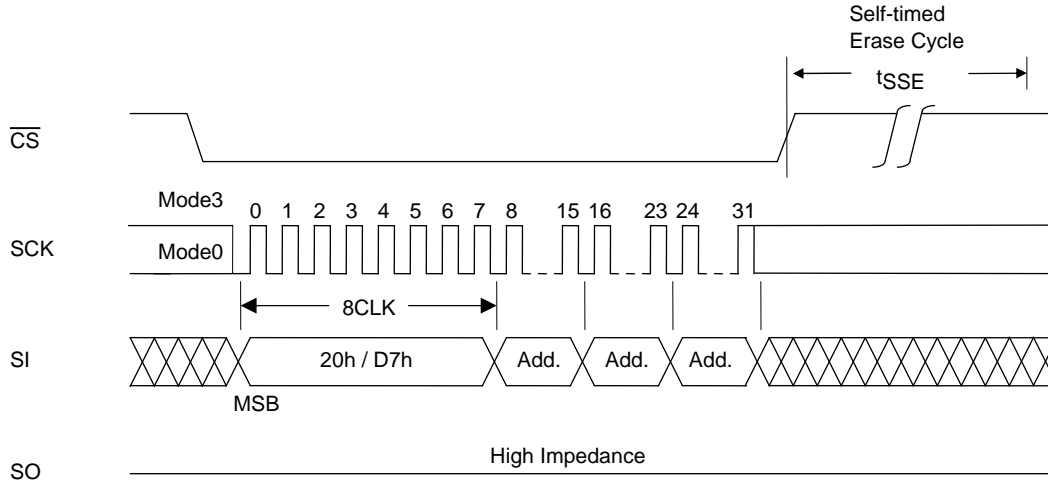 Self-timed
Erase Cycle
tSSE
CS
Mode3
0 1 2 3 4 5 6 7 8 15 16 23 24 31
SCK
Mode0
8CLK
SI
20h / D7h
Add.
Add.
Add.
MSB
High Impedance
SO